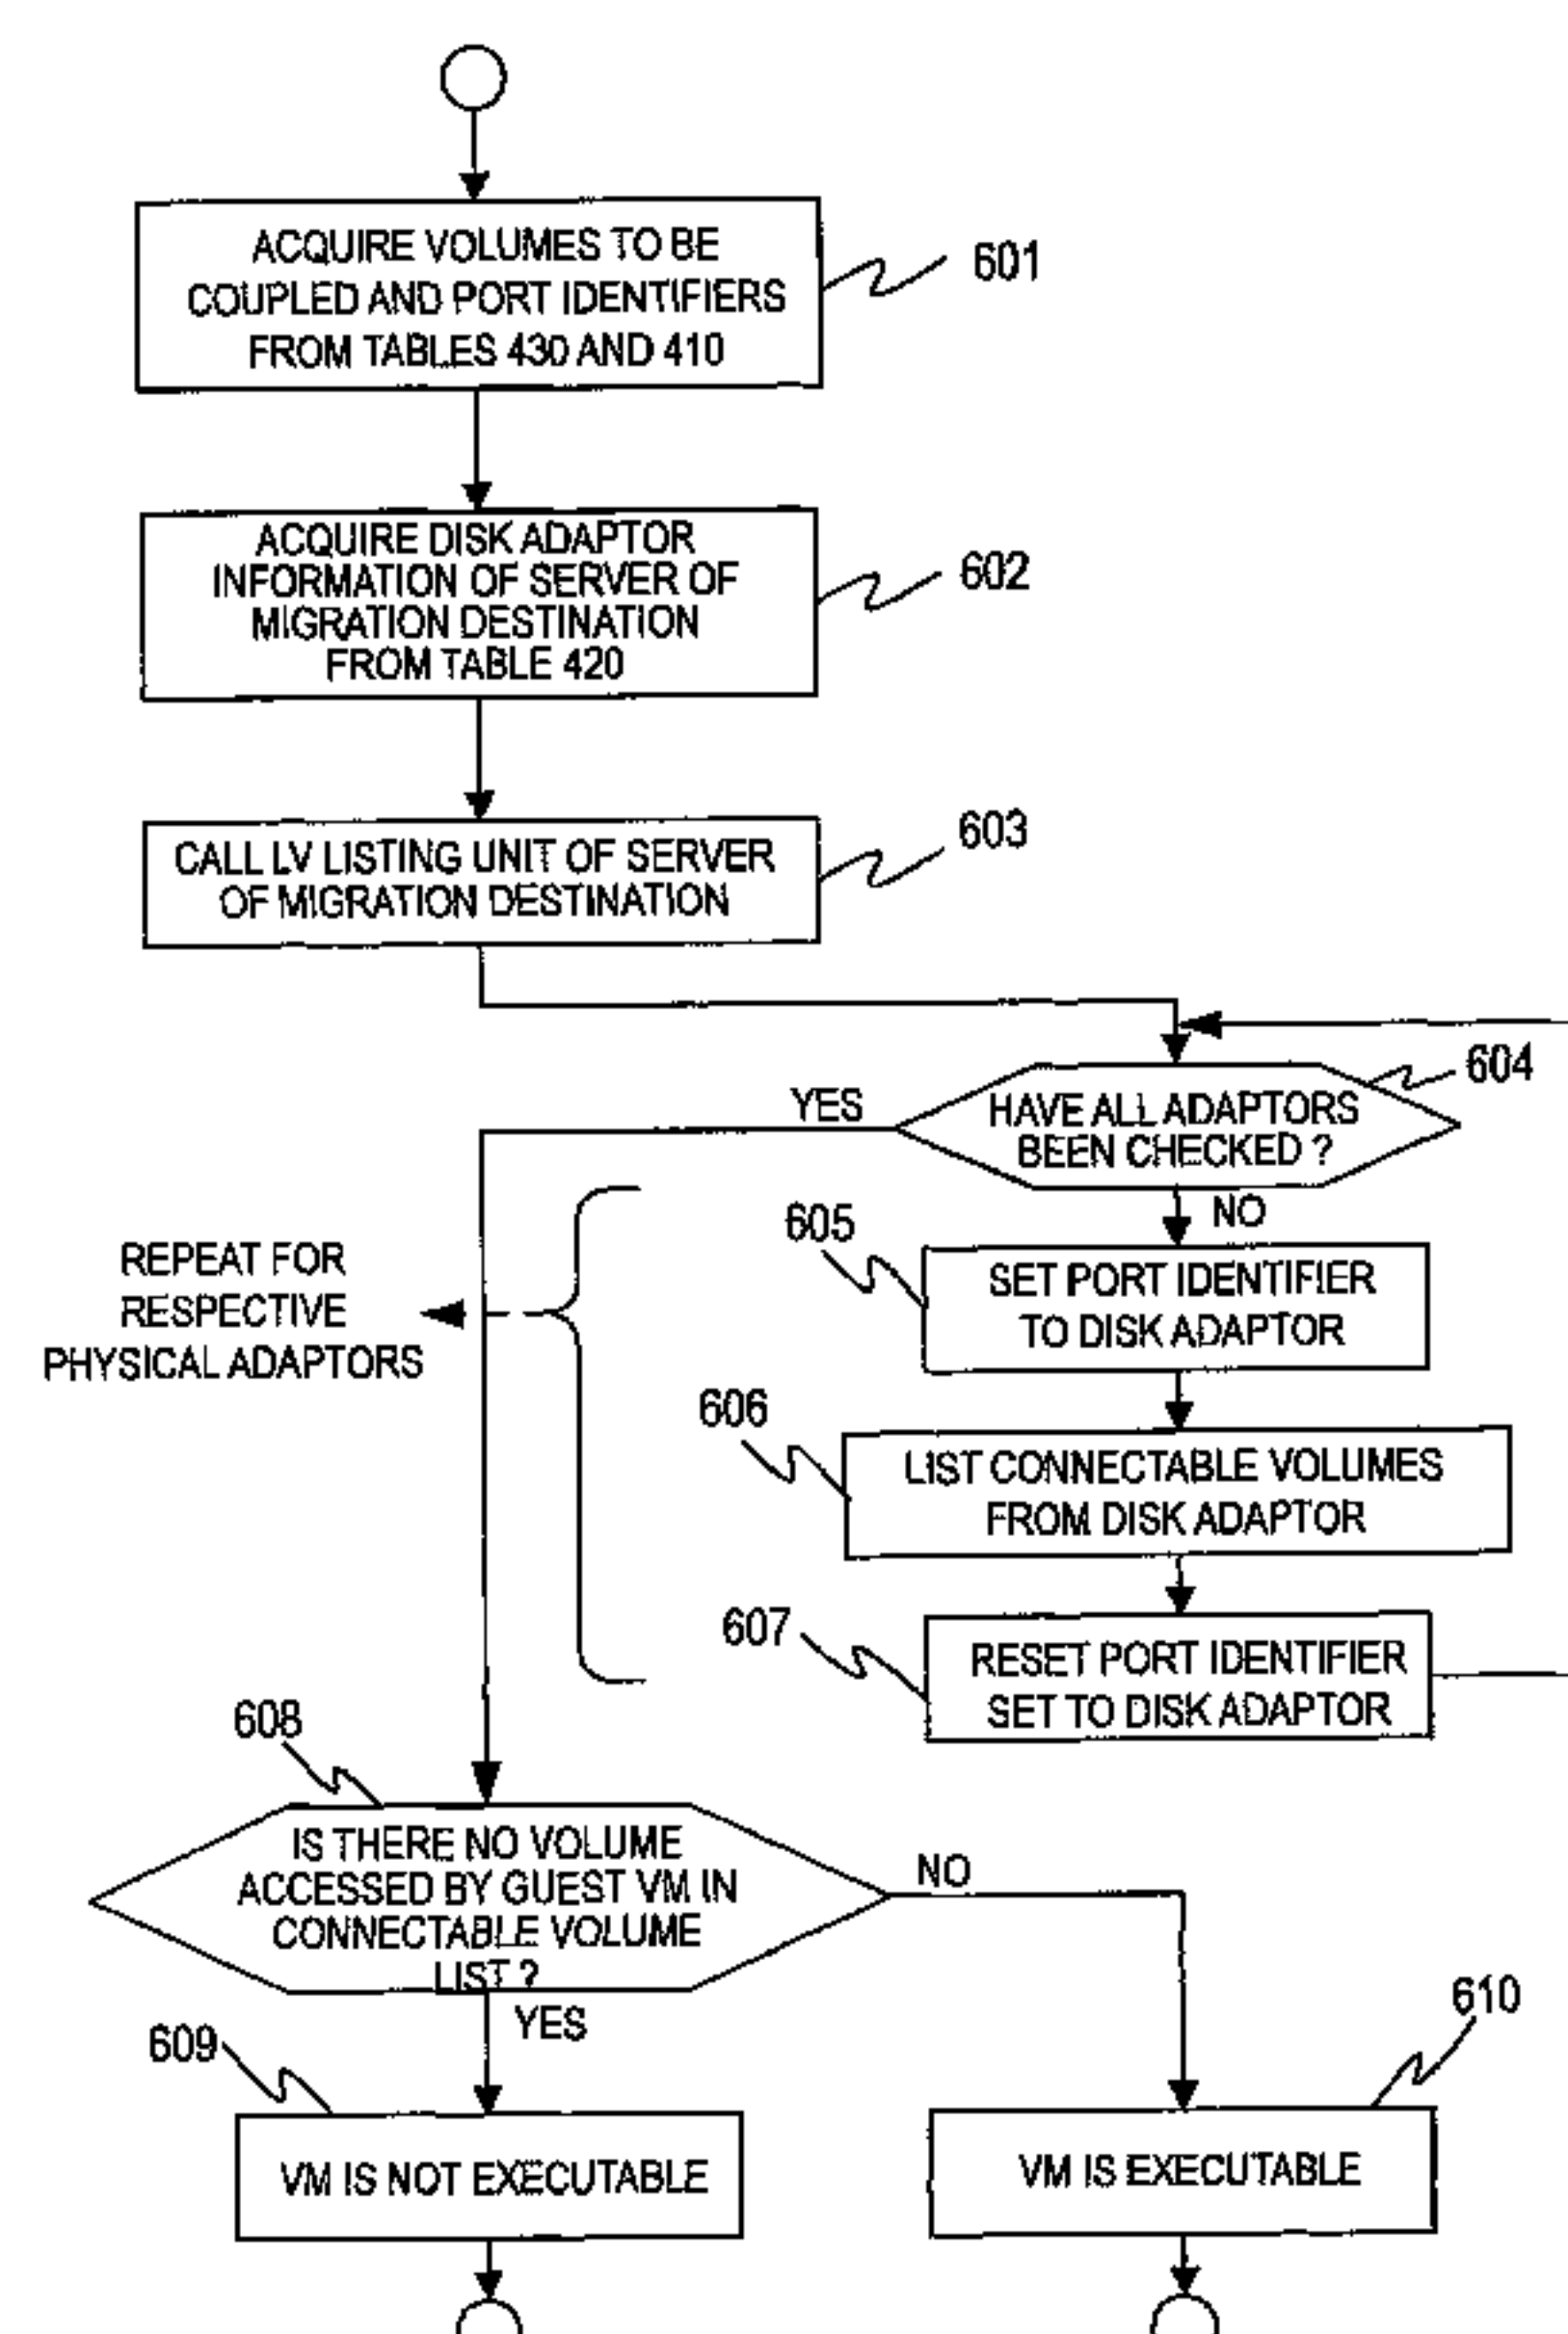 ACQUIRE VOLUMES TO BE
COUPLED AND PORT IDENTIFIERS
FROM TABLES 430 AND 410
601
ACQUIRE DISK ADAPTOR
INFORMATION OF SERVER OF
MIGRATION DESTINATION
FROM TABLE 420
602
CALL LV LISTING UNIT OF SERVER
OF MIGRATION DESTINATION
603
604
YES
HAVE ALL ADAPTORS
BEEN CHECKED ?
NO
605
SET PORT IDENTIFIER
TO DISK ADAPTOR
REPEAT FOR
RESPECTIVE
PHYSICAL ADAPTORS
606
LIST CONNECTABLE VOLUMES
FROM DISK ADAPTOR
607
RESET PORT IDENTIFIER
SET TO DISK ADAPTOR
608
IS THERE NO VOLUME
ACCESSED BY GUEST VM IN
CONNECTABLE VOLUME
LIST ?
NO
YES
609
VM IS NOT EXECUTABLE
610
VM IS EXECUTABLE